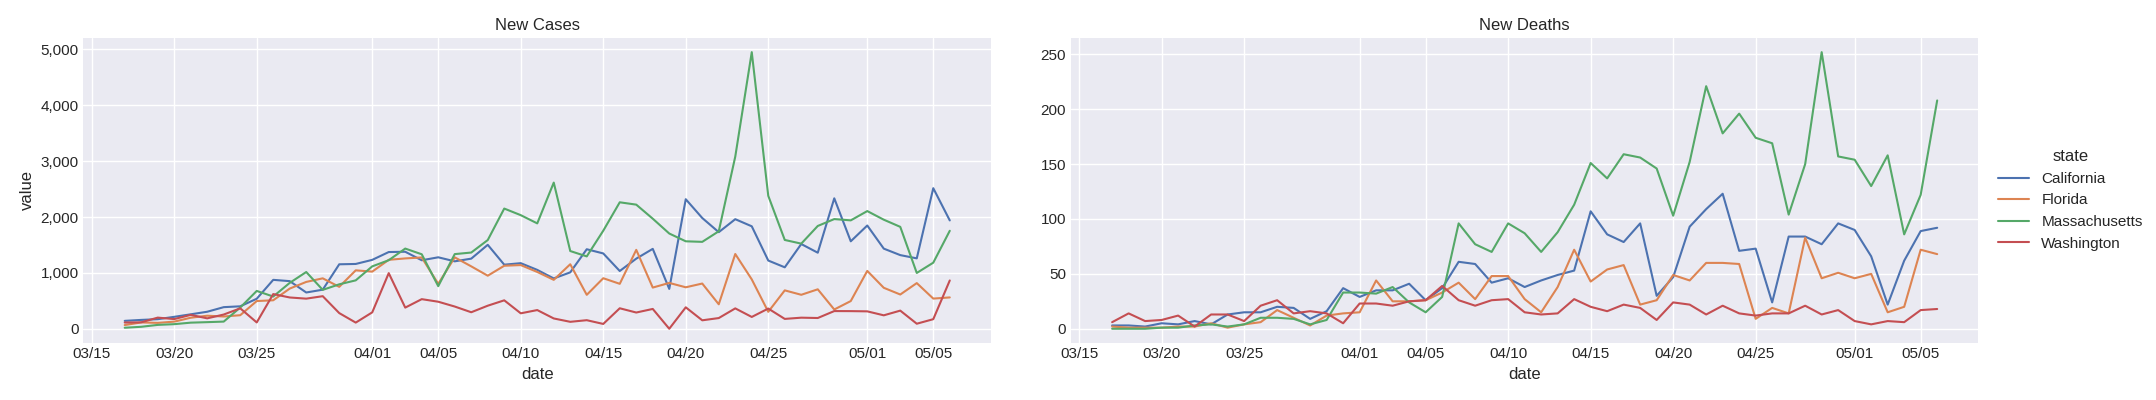 New Cases
5,000
4,000
3,000
2,000
1,000
0
value
03/15 03/20 03/25 04/01 04/05 04/10 04/15 04/20 04/25 05/01 05/05
date
New Deaths
250
200
150
100
50
0
03/15 03/20 03/25 04/01 04/05 04/10 04/15 04/20 04/25 05/01 05/05
date
state
California
Florida
Massachusetts
Washington